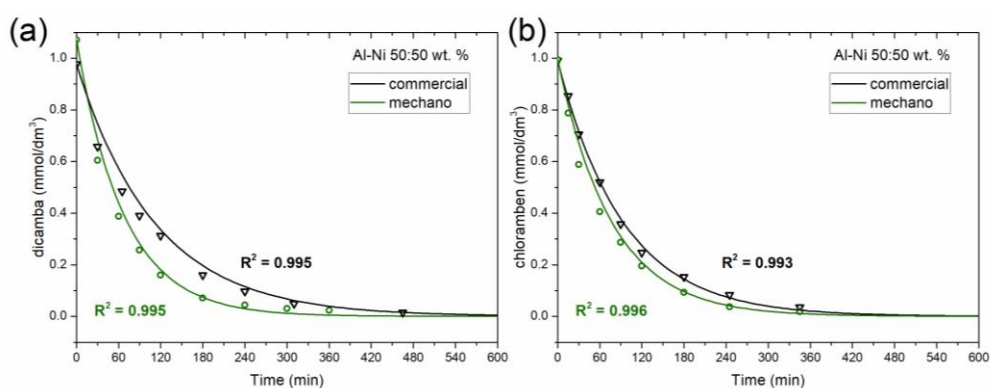 (a)
Al-Ni 50:50 wt. %
commercial
mechano
dicamba (mmol/dm³)
1.0
0.8
0.6
0.4
0.2
0.0
R² = 0.995
R² = 0.995
0 60 120 180 240 300 360 420 480 540 600
Time (min)
(b)
Al-Ni 50:50 wt. %
commercial
mechano
chloramben (mmol/dm³)
1.0
0.8
0.6
0.4
0.2
0.0
R² = 0.993
R² = 0.996
0 60 120 180 240 300 360 420 480 540 600
Time (min)